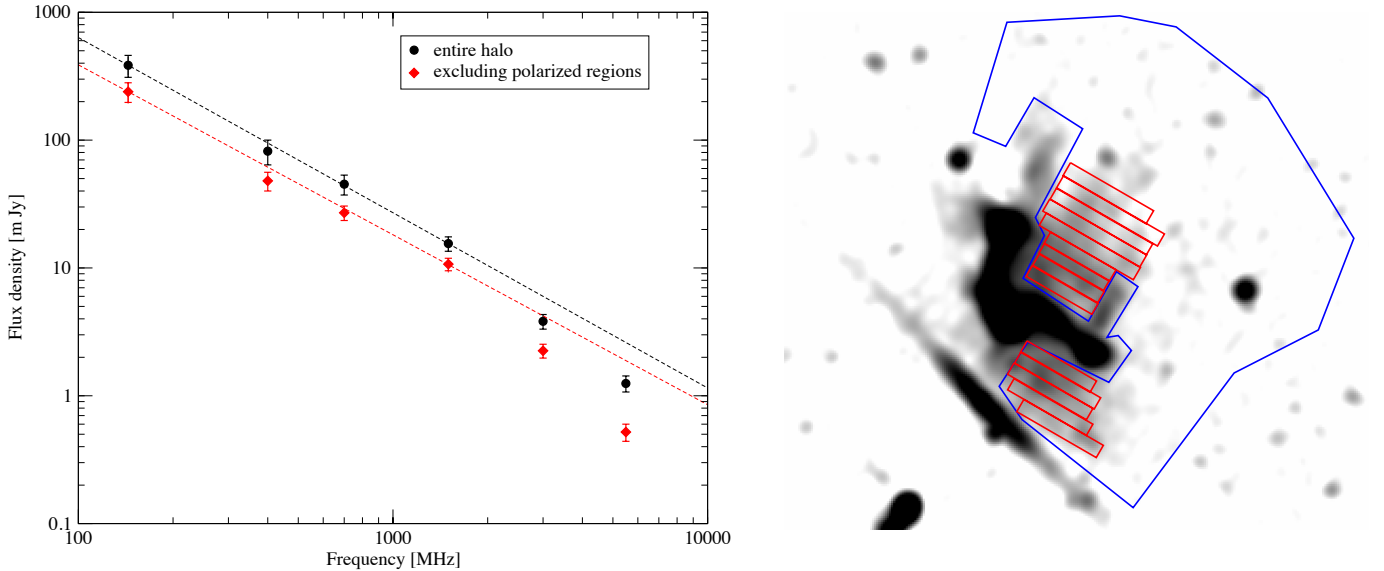 1000
100
10
1
0.1
Flux density [m Jy]
entire halo
excluding polarized regions
100
1000
10000
Frequency [MHz]